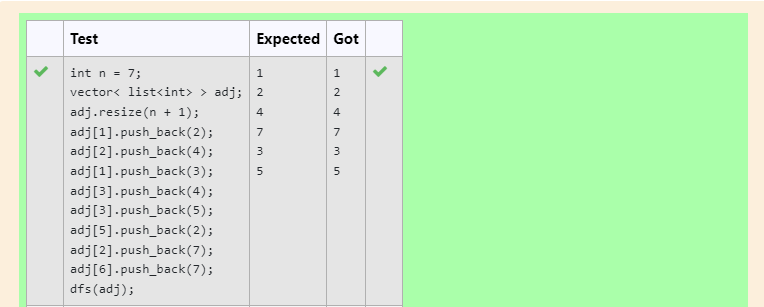 Test Expected Got
int n = 7; 1 1
vector< list<int> > adj; 2 2
adj.resize(n + 1); 4 4
adj[1].push_back(2); 7 7
adj[2].push_back(4); 3 3
adj[1].push_back(3); 5 5
adj[3].push_back(4);
adj[3].push_back(5);
adj[5].push_back(2);
adj[2].push_back(7);
adj[6].push_back(7);
dfs(adj);